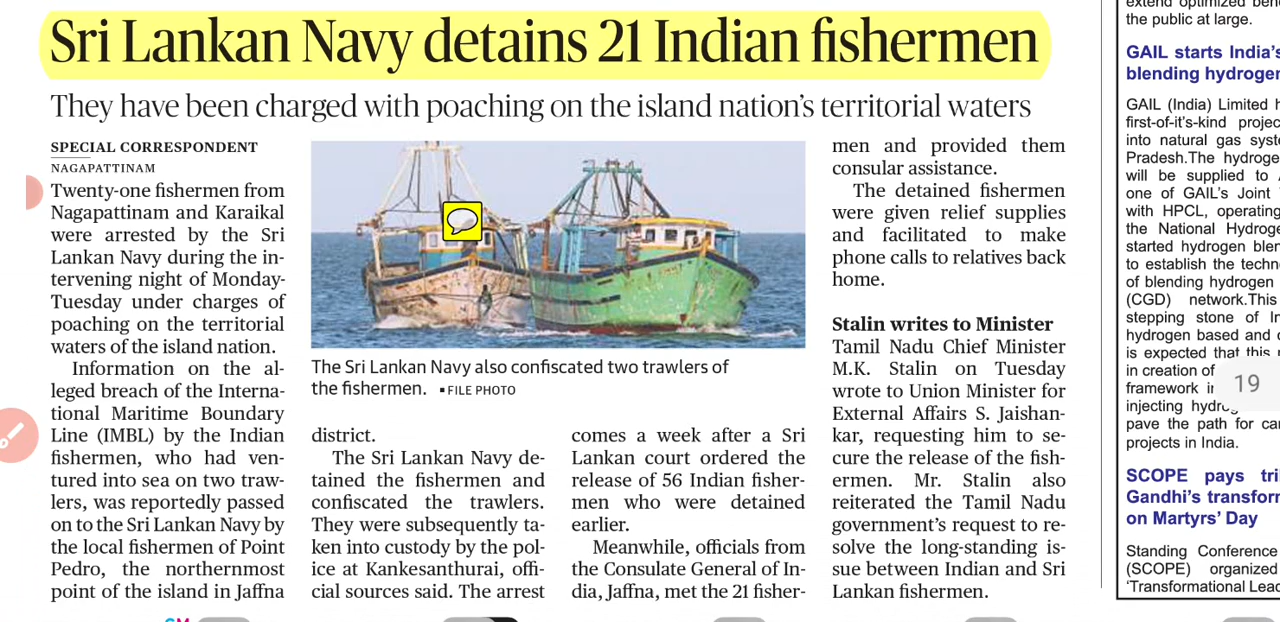 Sri Lankan Navy detains 21 Indian fishermen
They have been charged with poaching on the island nation's territorial waters
SPECIAL CORRESPONDENT
NAGAPATTINAM
Twenty-one fishermen from
Nagapattinam and Karaikal
were arrested by the Sri
Lankan Navy during the in-
tervening night of Monday-
Tuesday under charges of
poaching on the territorial
waters of the island nation.
Information on the al-
leged breach of the Interna-
tional Maritime Boundary
Line (IMBL) by the Indian
fishermen, who had ven-
tured into sea on two traw-
lers, was reportedly passed
on to the Sri Lankan Navy by
the local fishermen of Point
Pedro, the northernmost
point of the island in Jaffna
The Sri Lankan Navy also confiscated two trawlers of
the fishermen. ▪FILE PHOTO
district.
The Sri Lankan Navy de-
tained the fishermen and
confiscated the trawlers.
They were subsequently ta-
ken into custody by the pol-
ice at Kankesanthurai, offi-
cial sources said. The arrest
comes a week after a Sri
Lankan court ordered the
release of 56 Indian fisher-
men who were detained
earlier.
Meanwhile, officials from
the Consulate General of In-
dia, Jaffna, met the 21 fisher-
men and provided them
consular assistance.
The detained fishermen
were given relief supplies
and facilitated to make
phone calls to relatives back
home.
Stalin writes to Minister
Tamil Nadu Chief Minister
M.K. Stalin on Tuesday
wrote to Union Minister for
External Affairs S. Jaishan-
kar, requesting him to se-
cure the release of the fish-
ermen. Mr. Stalin also
reiterated the Tamil Nadu
government's request to re-
solve the long-standing is-
sue between Indian and Sri
Lankan fishermen.
extend optimized
the public at large.
GAIL starts India's
blending hydrogen
GAIL (India) Limited
first-of-it's-kind
into natural gas
Pradesh.The
will be supplied to
one of GAIL's Joint
with HPCL, operating
the National
started hydrogen
to establish the
of blending hydrogen
(CGD) network.This
stepping stone of
hydrogen based and
is expected that this
in creation of
framework
injecting
pave the path for
projects in India.
19
SCOPE pays
Gandhi's
on Martyrs' Day
Standing Conference
(SCOPE) organized